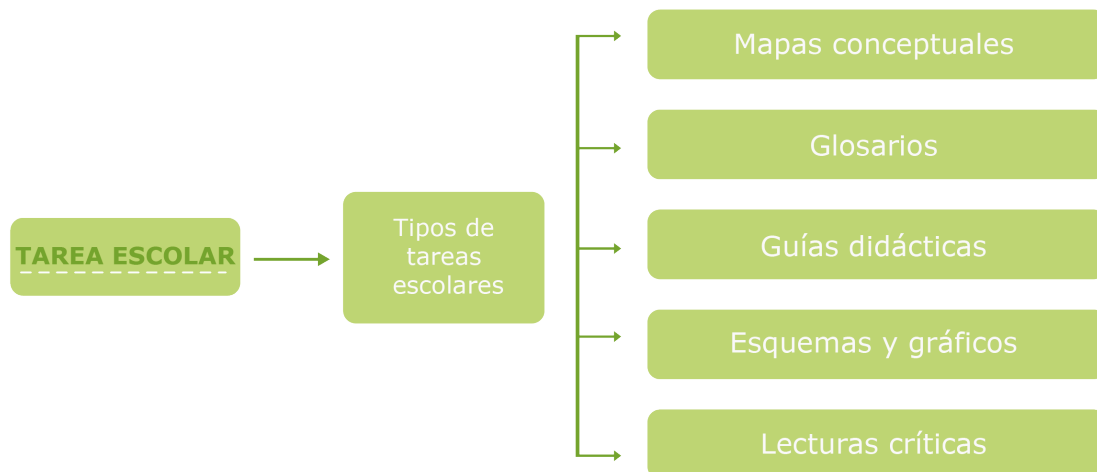 TAREA ESCOLAR
Tipos de
tareas
escolares
Mapas conceptuales
Glosarios
Guías didácticas
Esquemas y gráficos
Lecturas críticas